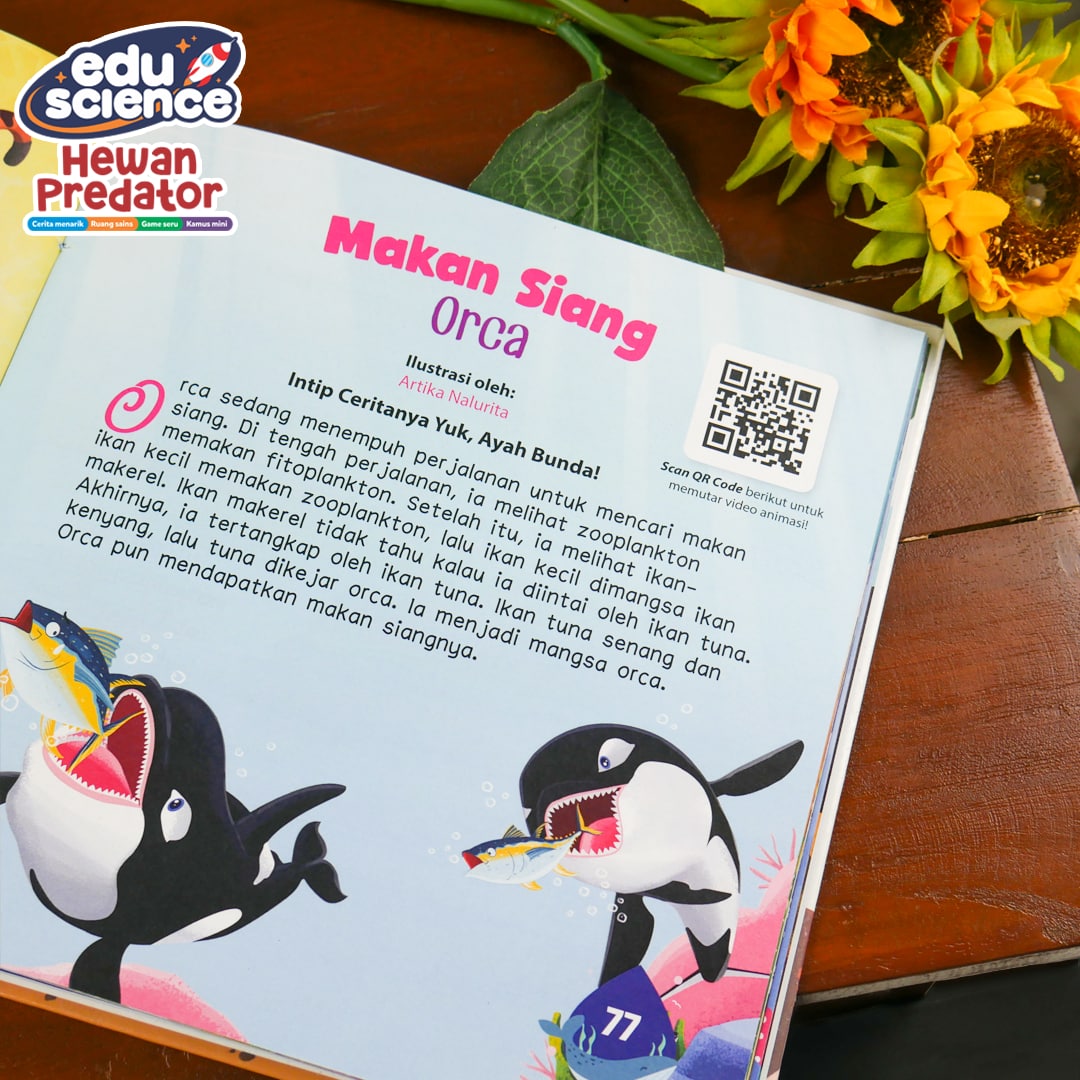 edu
science
Hewan
Predator
Cerita menarik Ruang sains Game seru Kamus mini
Makan Siang
Orca
Ilustrasi oleh:
Artika Nalurita
Intip Ceritanya Yuk, Ayah Bunda!
Scan QR Code berikut untuk
memutar video animasi!
Orca sedang menempuh perjalanan untuk mencari makan
siang. Di tengah perjalanan, ia melihat zooplankton
memakan fitoplankton. Setelah itu, ia melihat ikan-
ikan kecil memakan zooplankton, lalu ikan kecil dimangsa ikan
makerel. Ikan makerel tidak tahu kalau ia diintai oleh ikan tuna.
Akhirnya, ia tertangkap oleh ikan tuna. Ikan tuna senang dan
kenyang, lalu tuna dikejar orca. Ia menjadi mangsa orca.
Orca pun mendapatkan makan siangnya.
77